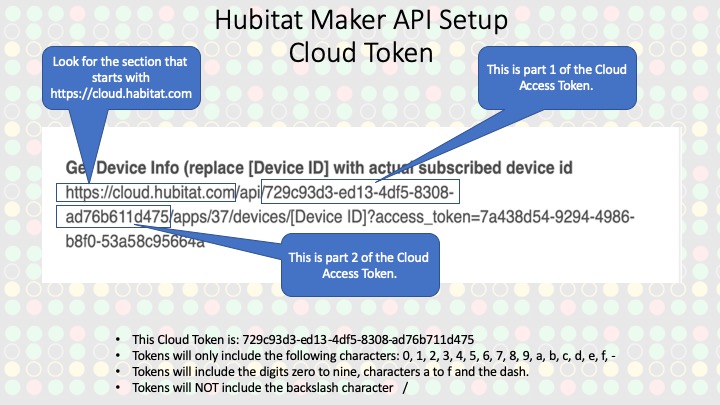 Hubitat Maker API Setup
Cloud Token
Look for the section that
starts with
https://cloud.habitat.com
This is part 1 of the Cloud
Access Token.
Get Device Info (replace [Device ID] with actual subscribed device id
https://cloud.hubitat.com/api/729c93d3-ed13-4df5-8308-
ad76b611d475/apps/37/devices/[Device ID]?access_token=7a438d54-9294-4986-
b8f0-53a58c95664a
This is part 2 of the Cloud
Access Token.
• This Cloud Token is: 729c93d3-ed13-4df5-8308-ad76b711d475
• Tokens will only include the following characters: 0, 1, 2, 3, 4, 5, 6, 7, 8, 9, a, b, c, d, e, f, -
• Tokens will include the digits zero to nine, characters a to f and the dash.
• Tokens will NOT include the backslash character /